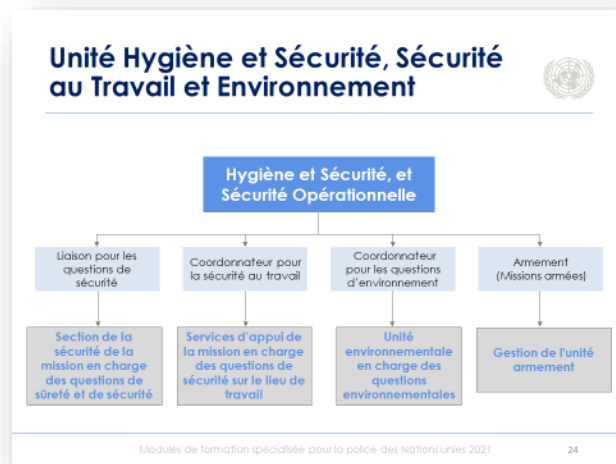 Unité Hygiène et Sécurité, Sécurité
au Travail et Environnement
Hygiène et Sécurité, et
Sécurité Opérationnelle
Liaison pour les
questions de
sécurité
Coordonnateur pour
la sécurité au travail
Coordonnateur
pour les questions
d'environnement
Armement
(Missions armées)
Section de la
sécurité de la
mission en charge
des questions de
sûreté et de sécurité
Services d'appui de
la mission en charge
des questions de
sécurité sur le lieu de
travail
Unité
environnementale
en charge des
questions
environnementales
Gestion de l'unité
armement
Modules de formation spécialisée pour la police des Nations unies 2021
24